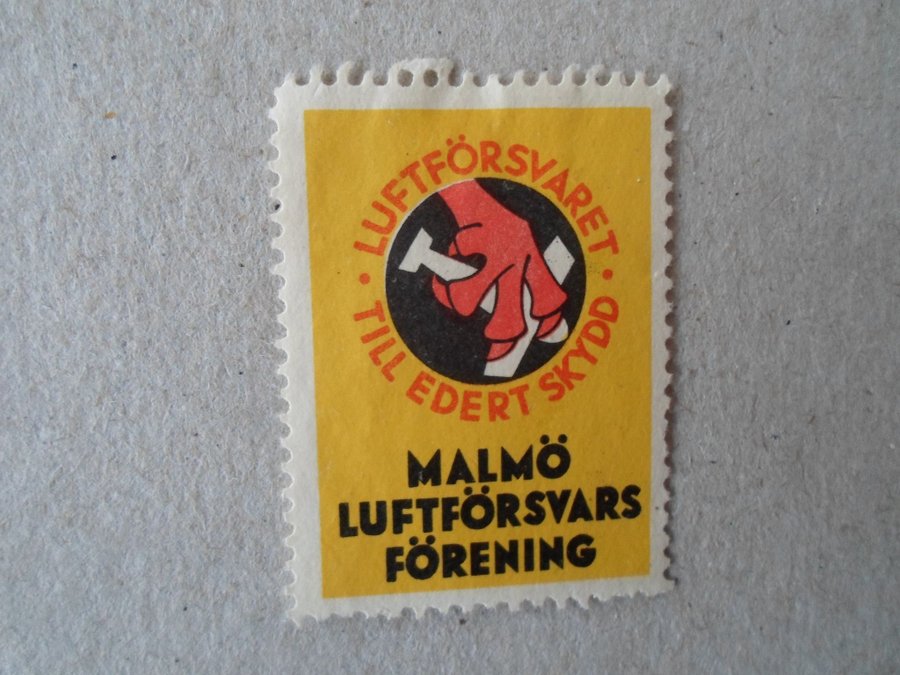 LUFTFÖRSVARET
TILL EDERT SKYDD
MALMÖ
LUFTFÖRSVARS
FÖRENING